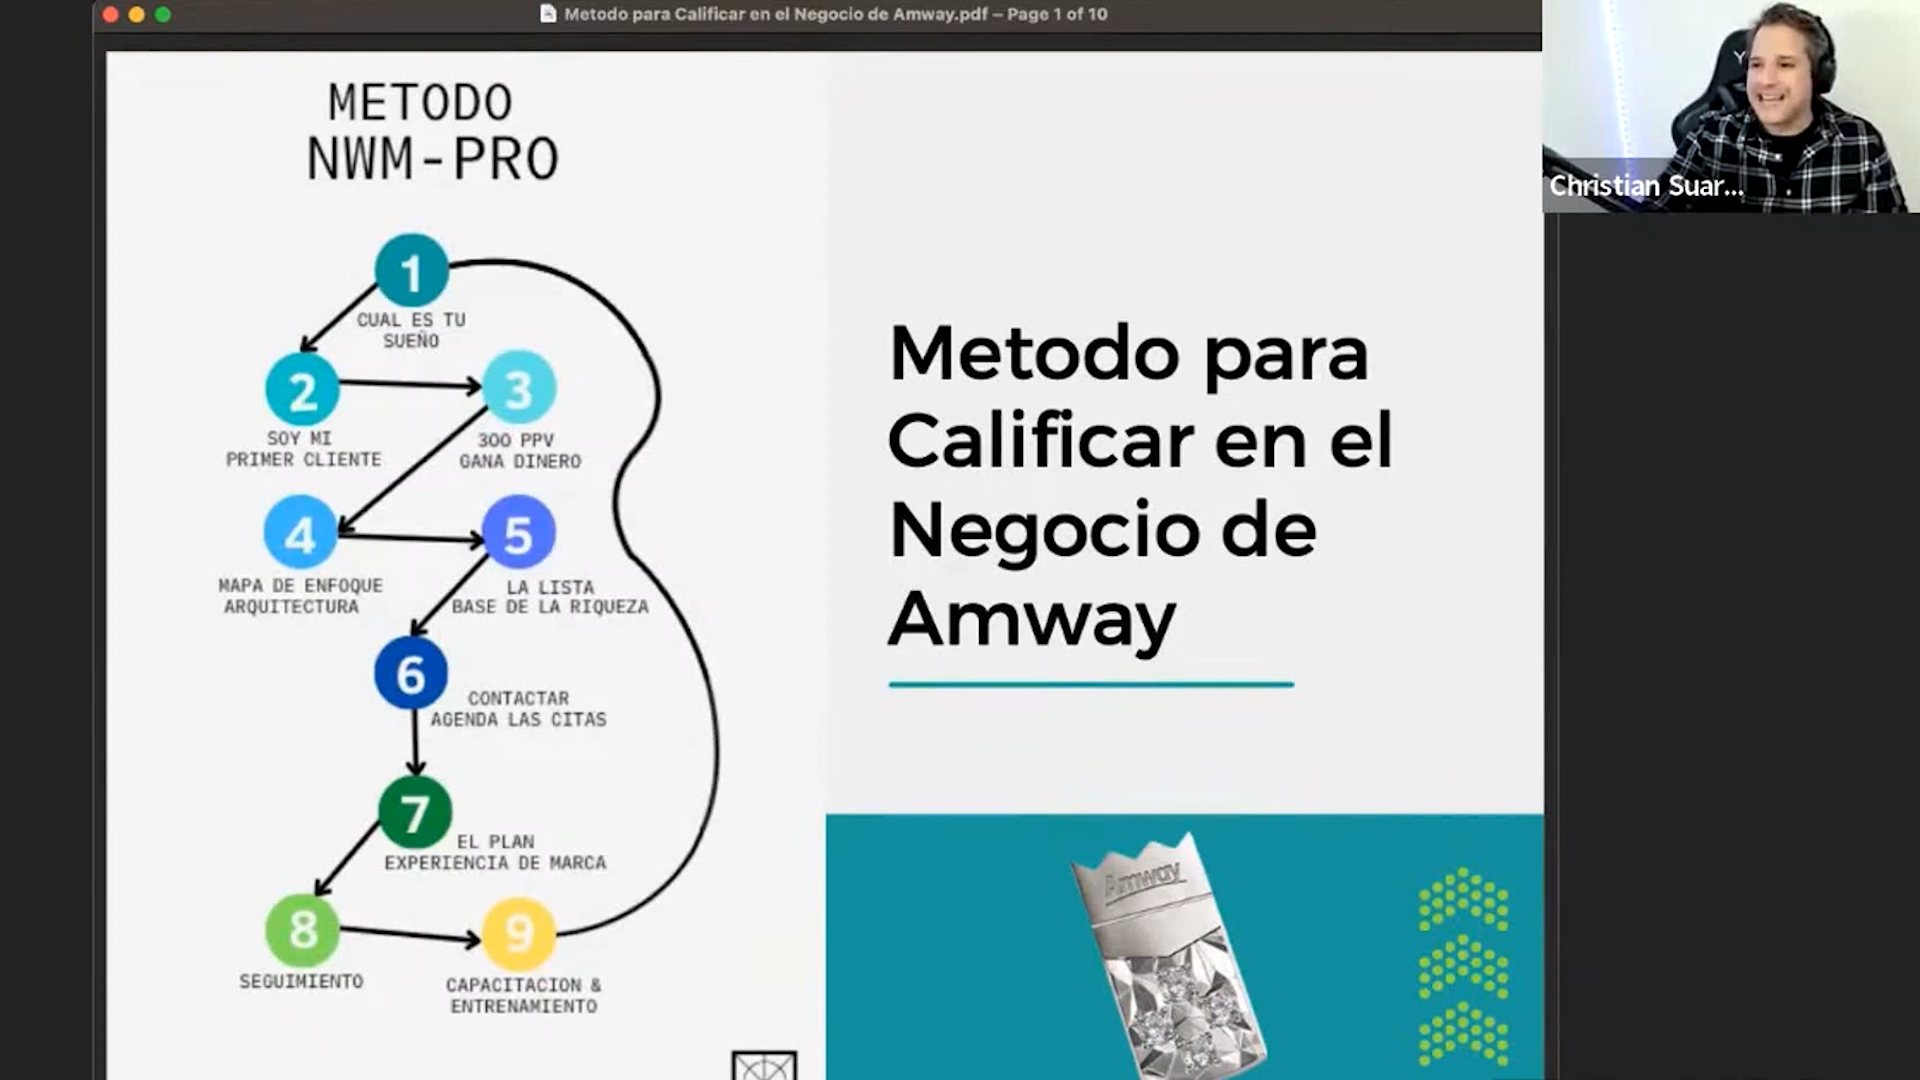 Metodo para Calificar en el Negocio de Amway.pdf – Page 1 of 10
METODO
NWM-PRO
1
CUAL ES TU
SUEÑO
2
SOY MI
PRIMER CLIENTE
3
300 PPV
GANA DINERO
4
MAPA DE ENFOQUE
ARQUITECTURA
5
LA LISTA
BASE DE LA RIQUEZA
6
CONTACTAR
AGENDA LAS CITAS
7
EL PLAN
EXPERIENCIA DE MARCA
8
SEGUIMIENTO
9
CAPACITACION &
ENTRENAMIENTO
Metodo para
Calificar en el
Negocio de
Amway
Amway
Y
Christian Suar...